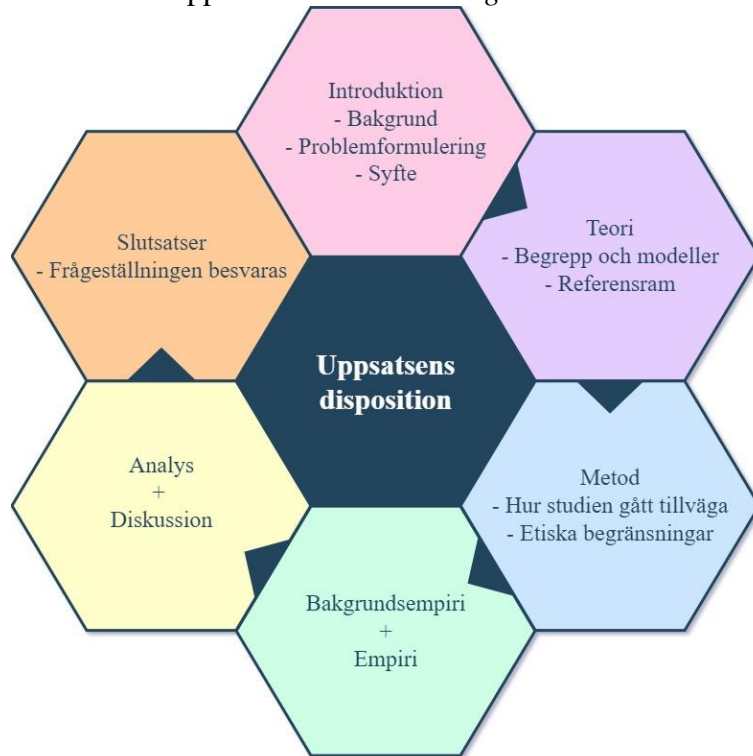 Introduktion
- Bakgrund
- Problemformulering
- Syfte
Teori
- Begrepp och modeller
- Referensram
Metod
- Hur studien gått tillväga
- Etiska begränsningar
Bakgrundsempiri
+
Empiri
Analys
+
Diskussion
Slutsatser
- Frågeställningen besvaras
Uppsatsens
disposition